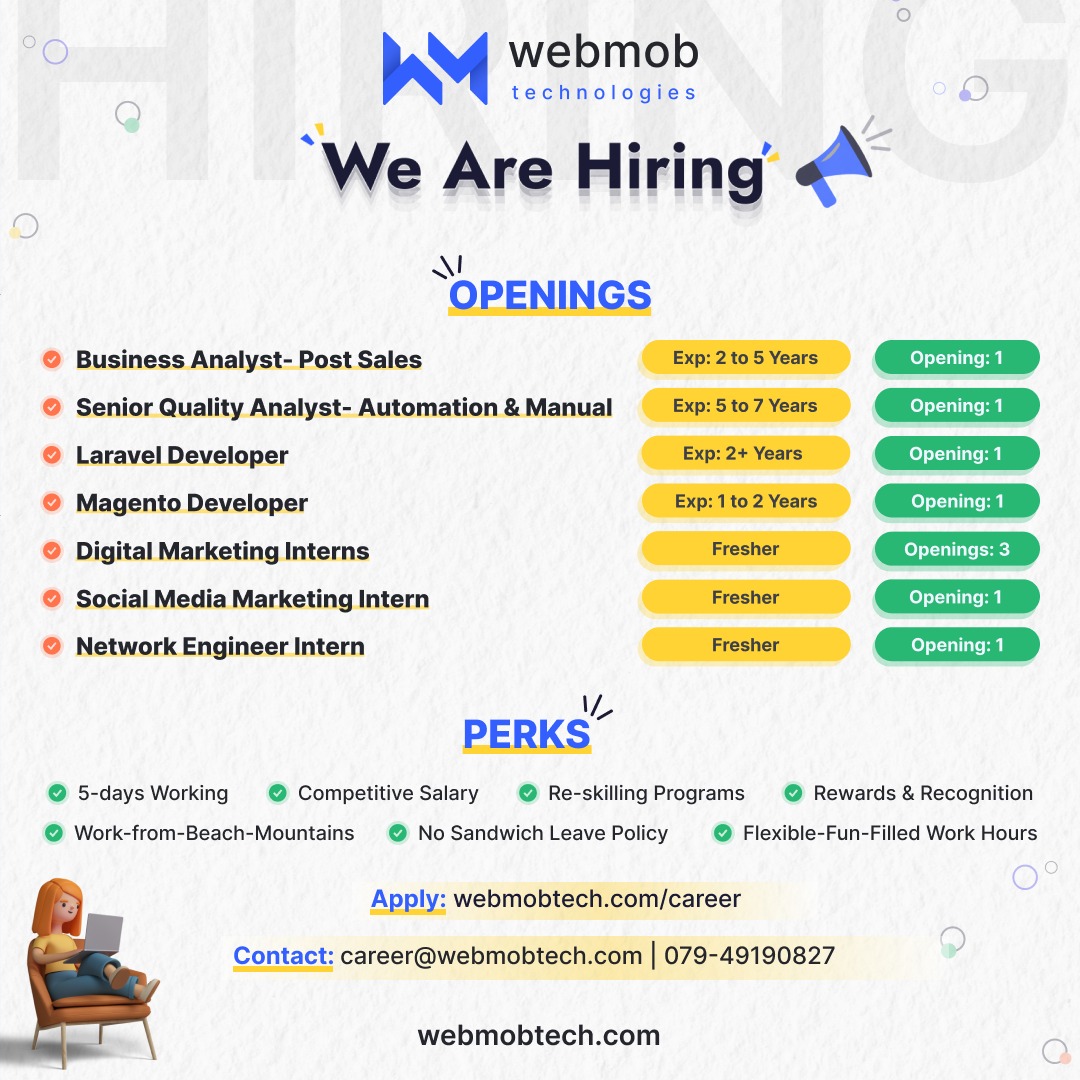 HIRING
webmob
technologies
We Are Hiring
OPENINGS
Business Analyst- Post Sales Exp: 2 to 5 Years Opening: 1
Senior Quality Analyst- Automation & Manual Exp: 5 to 7 Years Opening: 1
Laravel Developer Exp: 2+ Years Opening: 1
Magento Developer Exp: 1 to 2 Years Opening: 1
Digital Marketing Interns Fresher Openings: 3
Social Media Marketing Intern Fresher Opening: 1
Network Engineer Intern Fresher Opening: 1
PERKS
5-days Working Competitive Salary Re-skilling Programs Rewards & Recognition
Work-from-Beach-Mountains No Sandwich Leave Policy Flexible-Fun-Filled Work Hours
Apply: webmobtech.com/career
Contact: career@webmobtech.com | 079-49190827
webmobtech.com